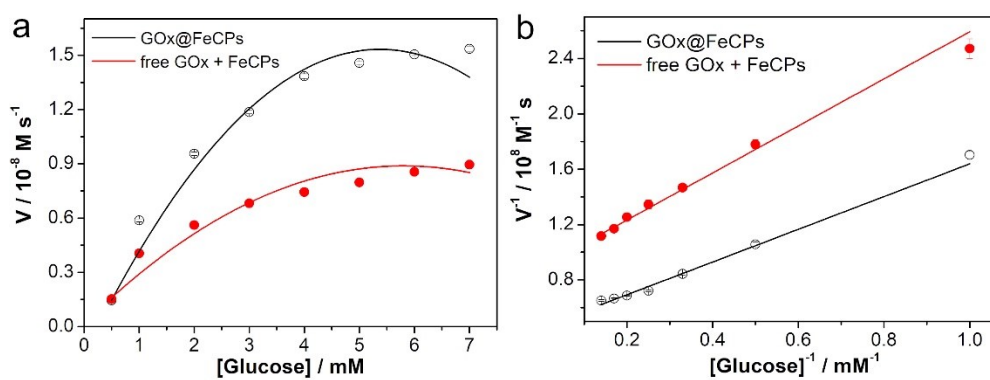 a
GOx@FeCPs
free GOx + FeCPs
V / 10⁻⁸ M s⁻¹
1.5
1.2
0.9
0.6
0.3
0.0
0 1 2 3 4 5 6 7
[Glucose] / mM
b
GOx@FeCPs
free GOx + FeCPs
V⁻¹ / 10⁸ M⁻¹ s
2.4
2.0
1.6
1.2
0.8
0.2 0.4 0.6 0.8 1.0
[Glucose]⁻¹ / mM⁻¹